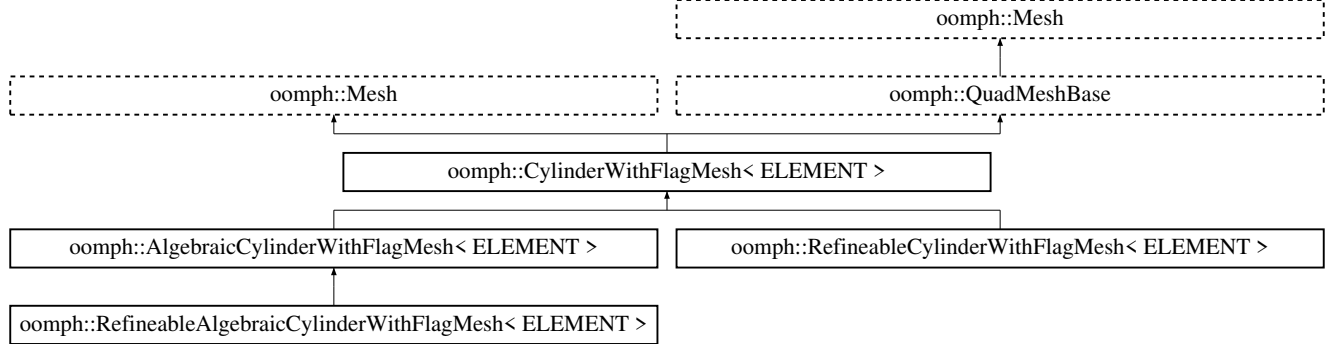 oomph::Mesh
oomph::Mesh
oomph::QuadMeshBase
oomph::CylinderWithFlagMesh< ELEMENT >
oomph::AlgebraicCylinderWithFlagMesh< ELEMENT >
oomph::RefineableCylinderWithFlagMesh< ELEMENT >
oomph::RefineableAlgebraicCylinderWithFlagMesh< ELEMENT >